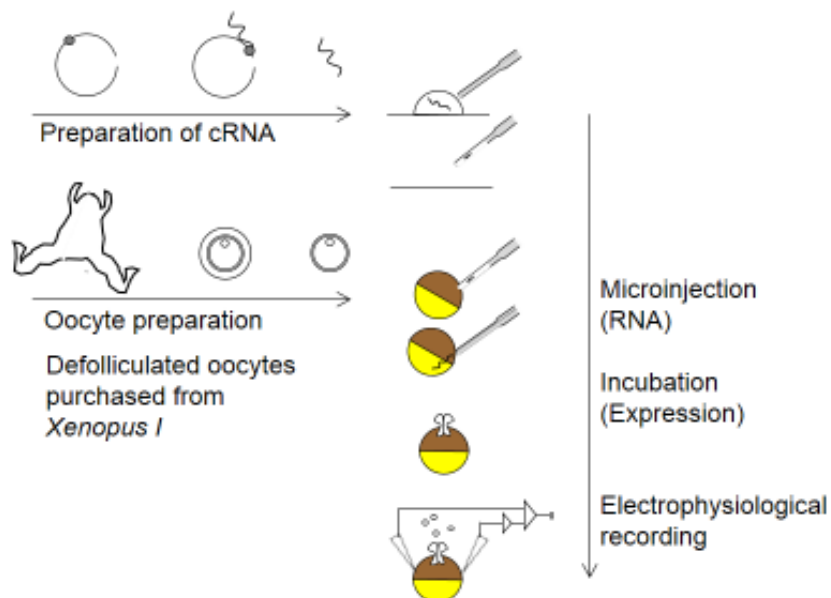 Preparation of cRNA
Oocyte preparation
Defolliculated oocytes
purchased from
Xenopus I
Microinjection
(RNA)
Incubation
(Expression)
Electrophysiological
recording